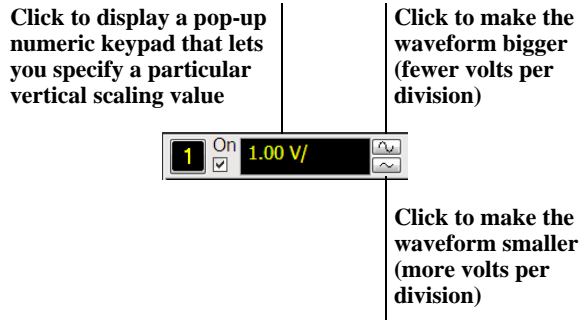 Click to display a pop-up
numeric keypad that lets
you specify a particular
vertical scaling value
Click to make the
waveform bigger
(fewer volts per
division)
1 On 1.00 V/
Click to make the
waveform smaller
(more volts per
division)